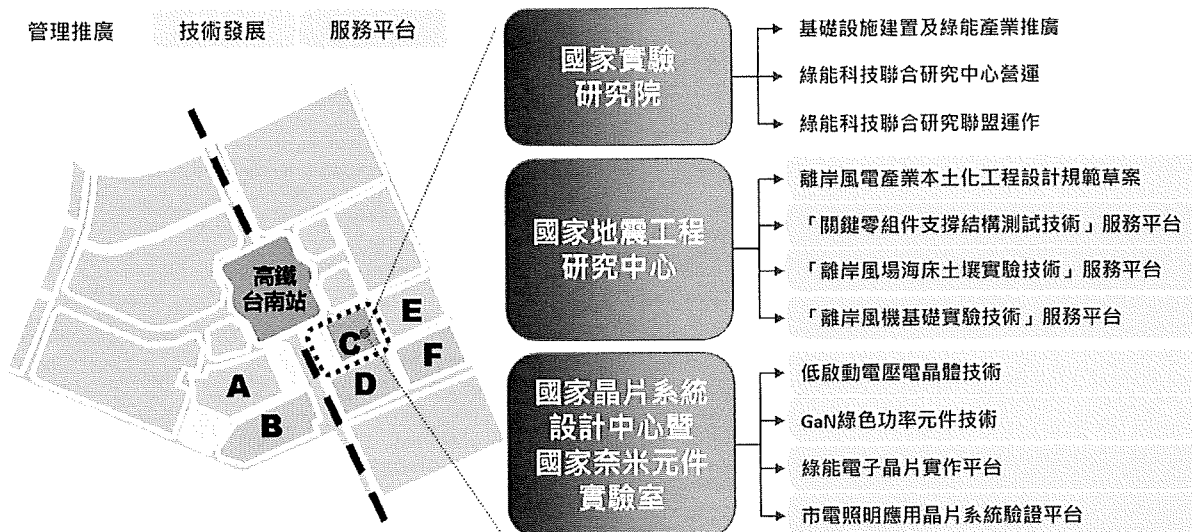 管理推廣
技術發展
服務平台
高鐵
台南站
A
B
C
D
E
F
國家實驗
研究院
基礎設施建置及綠能產業推廣
綠能科技聯合研究中心營運
綠能科技聯合研究聯盟運作
國家地震工程
研究中心
離岸風電產業本土化工程設計規範草案
「關鍵零組件支撐結構測試技術」服務平台
「離岸風場海床土壤實驗技術」服務平台
「離岸風機基礎實驗技術」服務平台
國家晶片系統
設計中心暨
國家奈米元件
實驗室
低啟動電壓電晶體技術
GaN綠色功率元件技術
綠能電子晶片實作平台
市電照明應用晶片系統驗證平台